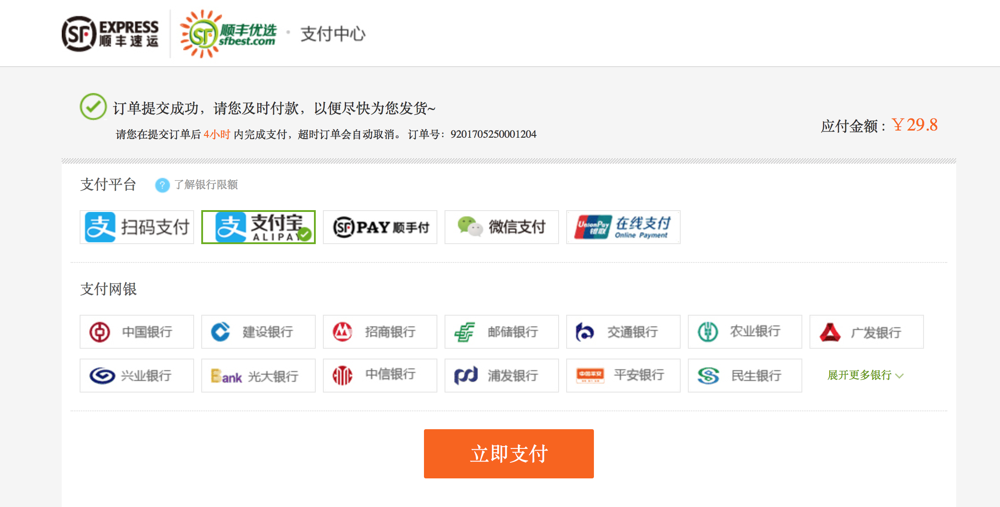 SF EXPRESS
顺丰速运
SF 顺丰优选
sfbest.com
· 支付中心
订单提交成功，请您及时付款，以便尽快为您发货~
请您在提交订单后 4小时 内完成支付，超时订单会自动取消。 订单号：9201705250001204
应付金额：￥29.8
支付平台 ? 了解银行限额
支 扫码支付
支 支付宝
ALIPAY
SF PAY 顺手付
微信支付
UnionPay 银联 在线支付
Online Payment
支付网银
中国银行 建设银行 招商银行 邮储银行 交通银行 农业银行 广发银行
兴业银行 Bank 光大银行 中信银行 浦发银行 中国平安 平安银行 民生银行 展开更多银行
立即支付